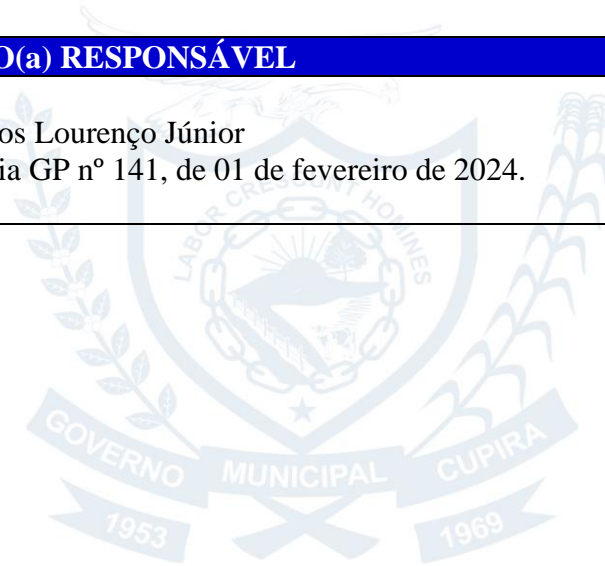 O(a) RESPONSÁVEL
os Lourenço Júnior
ia GP nº 141, de 01 de fevereiro de 2024.
LABOR CRESCUNT HOMINES
GOVERNO MUNICIPAL CUPIRA
1953 1969